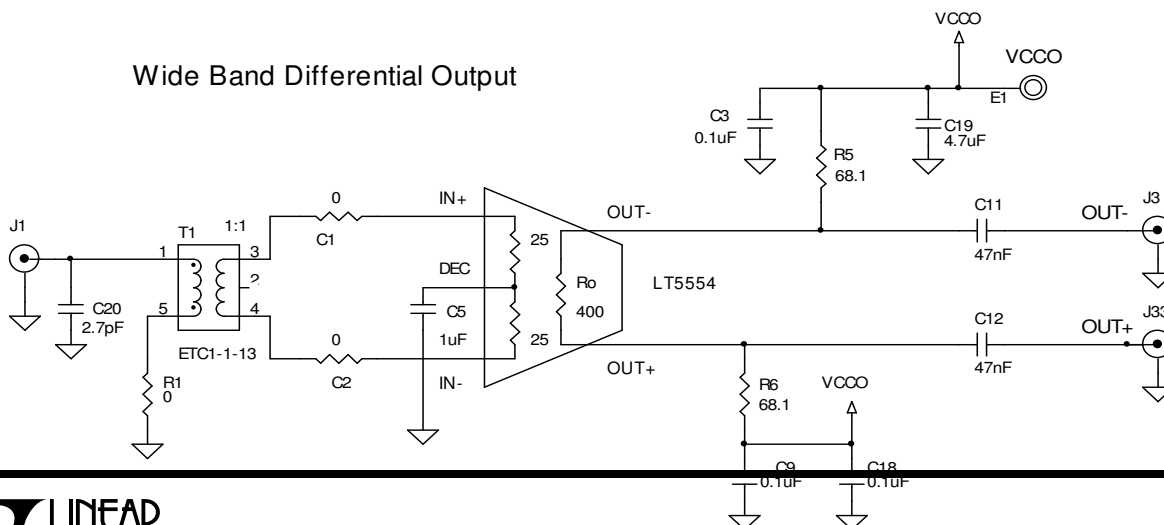 VCCO
VCCO
E1
Wide Band Differential Output
C3
0.1uF
C19
4.7uF
R5
68.1
J1
T1
1:1
1
3
2
5
4
ETC1-1-13
C20
2.7pF
R1
0
0
C1
0
C2
IN+
DEC
IN-
C5
1uF
25
25
Ro
400
LT5554
OUT-
OUT+
C11
47nF
OUT-
J3
C12
47nF
OUT+
J33
R6
68.1
VCCO
C9
0.1uF
C18
0.1uF
LINEAR